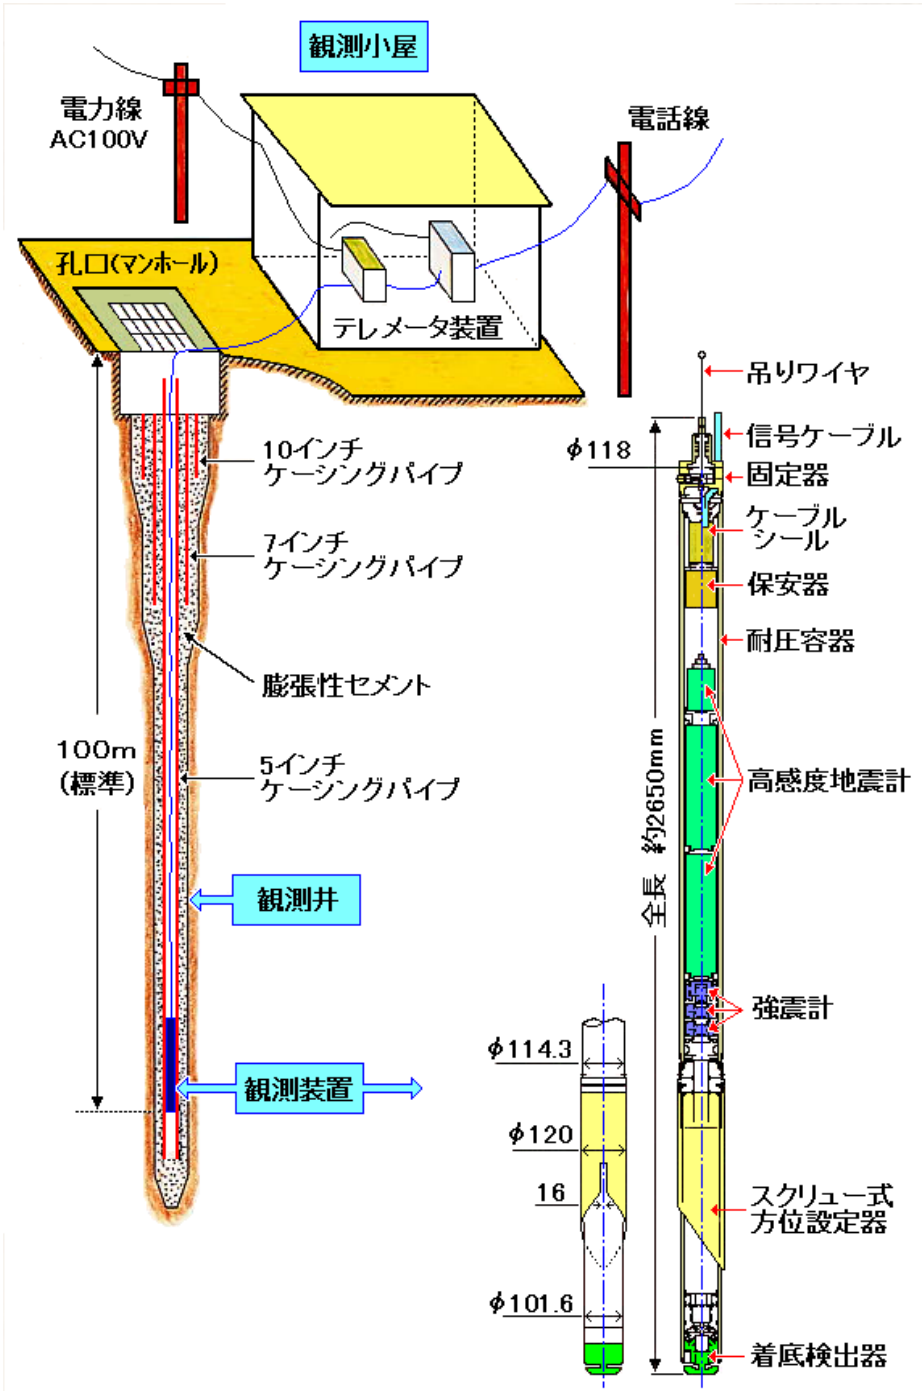 観測小屋
電力線
AC100V
電話線
孔口(マンホール)
テレメータ装置
10インチ
ケーシングパイプ
7インチ
ケーシングパイプ
膨張性セメント
100m
(標準)
5インチ
ケーシングパイプ
観測井
観測装置
吊りワイヤ
信号ケーブル
φ118
固定器
ケーブル
シール
保安器
耐圧容器
全長 約2650mm
高感度地震計
強震計
φ114.3
φ120
16
スクリュー式
方位設定器
φ101.6
着底検出器